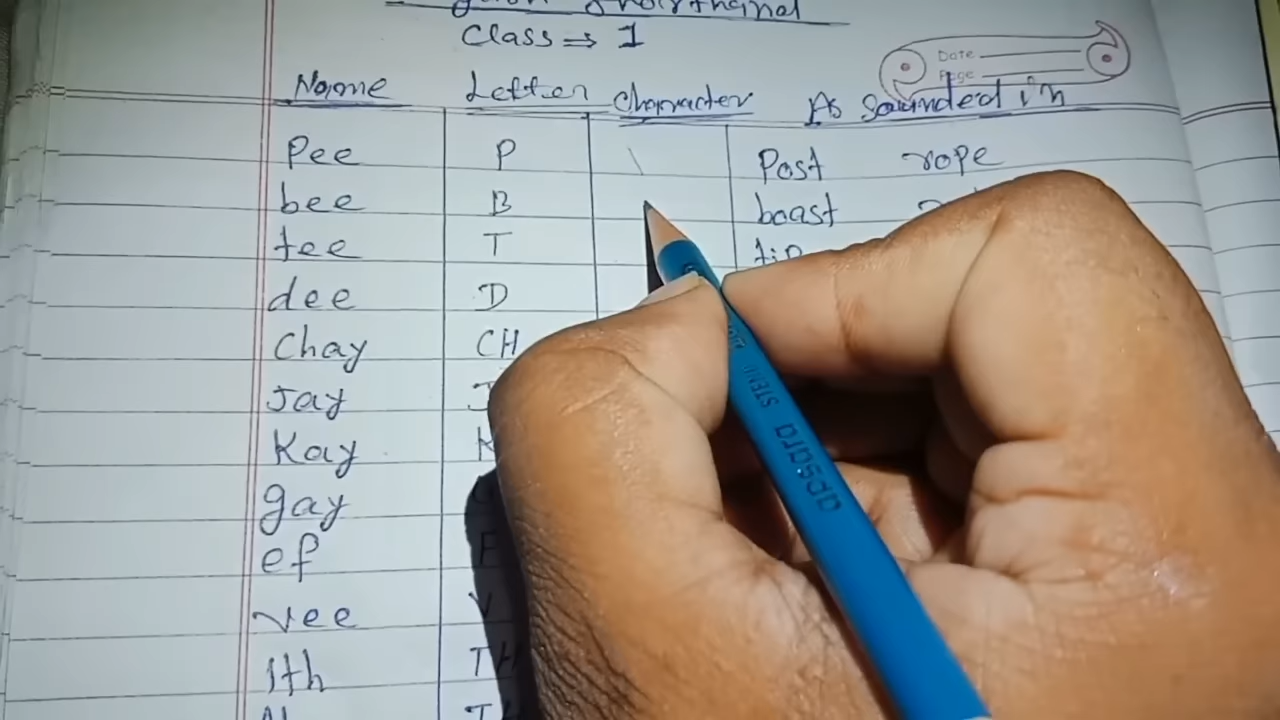 Class ⇒ 1
Date
Page
Name Letter Character As sounded in
Pee P \ Post rope
bee B boast
tee T
dee D
Chay CH
Jay J
Kay K
gay
ef F
vee V
ith TH
apsara